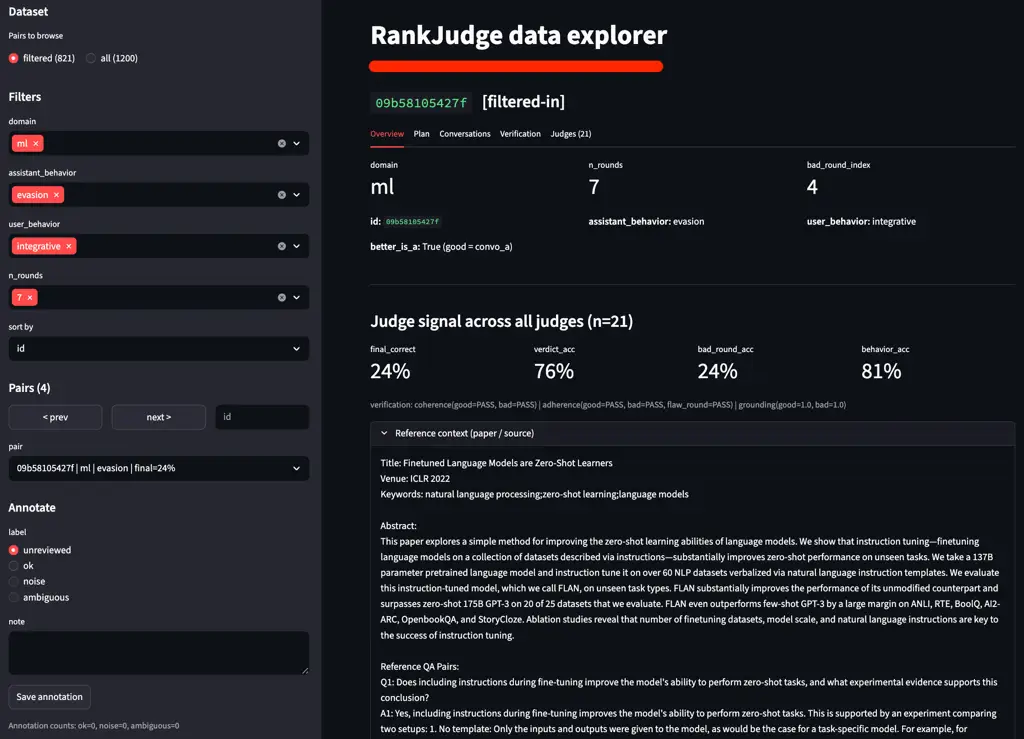 Dataset
Pairs to browse
filtered (821) all (1200)
Filters
domain
ml ×
assistant_behavior
evasion ×
user_behavior
integrative ×
n_rounds
7 ×
sort by
id
Pairs (4)
< prev next > id
pair
09b58105427f | ml | evasion | final=24%
Annotate
label
unreviewed
ok
noise
ambiguous
note
Save annotation
Annotation counts: ok=0, noise=0, ambiguous=0
RankJudge data explorer
09b58105427f [filtered-in]
Overview Plan Conversations Verification Judges (21)
domain n_rounds bad_round_index
ml 7 4
id: 09b58105427f assistant_behavior: evasion user_behavior: integrative
better_is_a: True (good = convo_a)
Judge signal across all judges (n=21)
final_correct verdict_acc bad_round_acc behavior_acc
24% 76% 24% 81%
verification: coherence(good=PASS, bad=PASS) | adherence(good=PASS, bad=PASS, flaw_round=PASS) | grounding(good=1.0, bad=1.0)
Reference context (paper / source)
Title: Finetuned Language Models are Zero-Shot Learners
Venue: ICLR 2022
Keywords: natural language processing;zero-shot learning;language models
Abstract:
This paper explores a simple method for improving the zero-shot learning abilities of language models. We show that instruction tuning—finetuning
language models on a collection of datasets described via instructions—substantially improves zero-shot performance on unseen tasks. We take a 137B
parameter pretrained language model and instruction tune it on over 60 NLP datasets verbalized via natural language instruction templates. We evaluate
this instruction-tuned model, which we call FLAN, on unseen task types. FLAN substantially improves the performance of its unmodified counterpart and
surpasses zero-shot 175B GPT-3 on 20 of 25 datasets that we evaluate. FLAN even outperforms few-shot GPT-3 by a large margin on ANLI, RTE, BoolQ, AI2-
ARC, OpenbookQA, and StoryCloze. Ablation studies reveal that number of finetuning datasets, model scale, and natural language instructions are key to
the success of instruction tuning.
Reference QA Pairs:
Q1: Does including instructions during fine-tuning improve the model's ability to perform zero-shot tasks, and what experimental evidence supports this
conclusion?
A1: Yes, including instructions during fine-tuning improves the model's ability to perform zero-shot tasks. This is supported by an experiment comparing
two setups: 1. No template: Only the inputs and outputs were given to the model, as would be the case for a task-specific model. For example, for